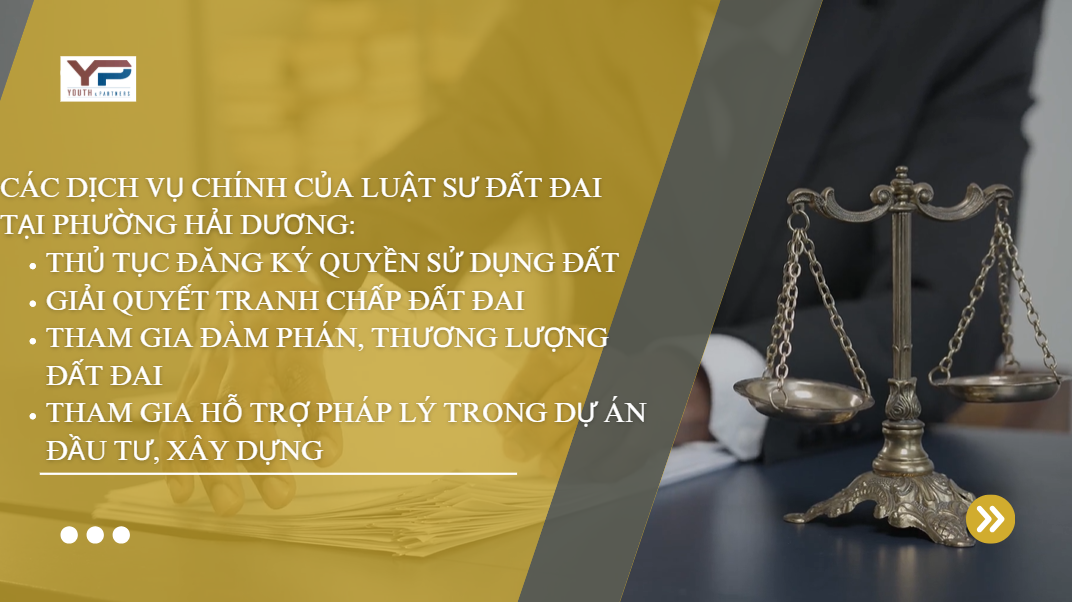 YP
YOUTH & PARTNERS
CÁC DỊCH VỤ CHÍNH CỦA LUẬT SƯ ĐẤT ĐAI
TẠI PHƯỜNG HẢI DƯƠNG:
• THỦ TỤC ĐĂNG KÝ QUYỀN SỬ DỤNG ĐẤT
• GIẢI QUYẾT TRANH CHẤP ĐẤT ĐAI
• THAM GIA ĐÀM PHÁN, THƯƠNG LƯỢNG
ĐẤT ĐAI
• THAM GIA HỖ TRỢ PHÁP LÝ TRONG DỰ ÁN
ĐẦU TƯ, XÂY DỰNG